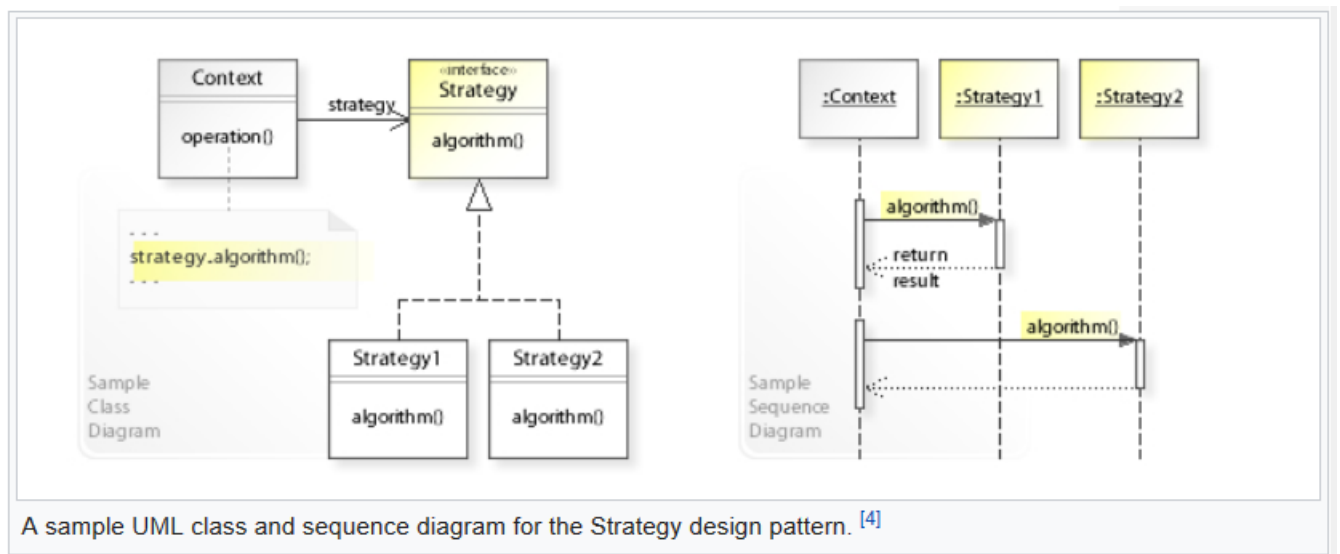 Context
operation()
strategy
«interface»
Strategy
algorithm()
- - -
strategy.algorithm();
- - -
Strategy1
algorithm()
Strategy2
algorithm()
Sample
Class
Diagram
:Context
:Strategy1
:Strategy2
algorithm()
return
result
algorithm()
Sample
Sequence
Diagram
A sample UML class and sequence diagram for the Strategy design pattern. [4]